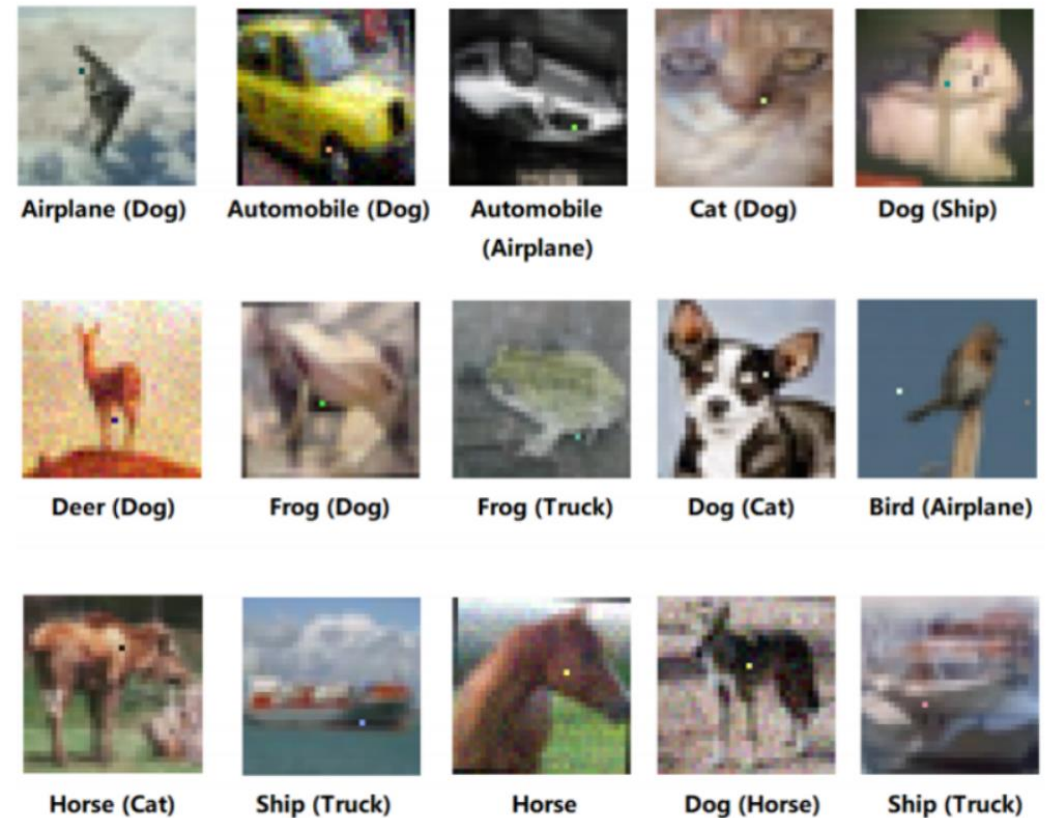 Airplane (Dog)
Automobile (Dog)
Automobile
(Airplane)
Cat (Dog)
Dog (Ship)
Deer (Dog)
Frog (Dog)
Frog (Truck)
Dog (Cat)
Bird (Airplane)
Horse (Cat)
Ship (Truck)
Horse
Dog (Horse)
Ship (Truck)